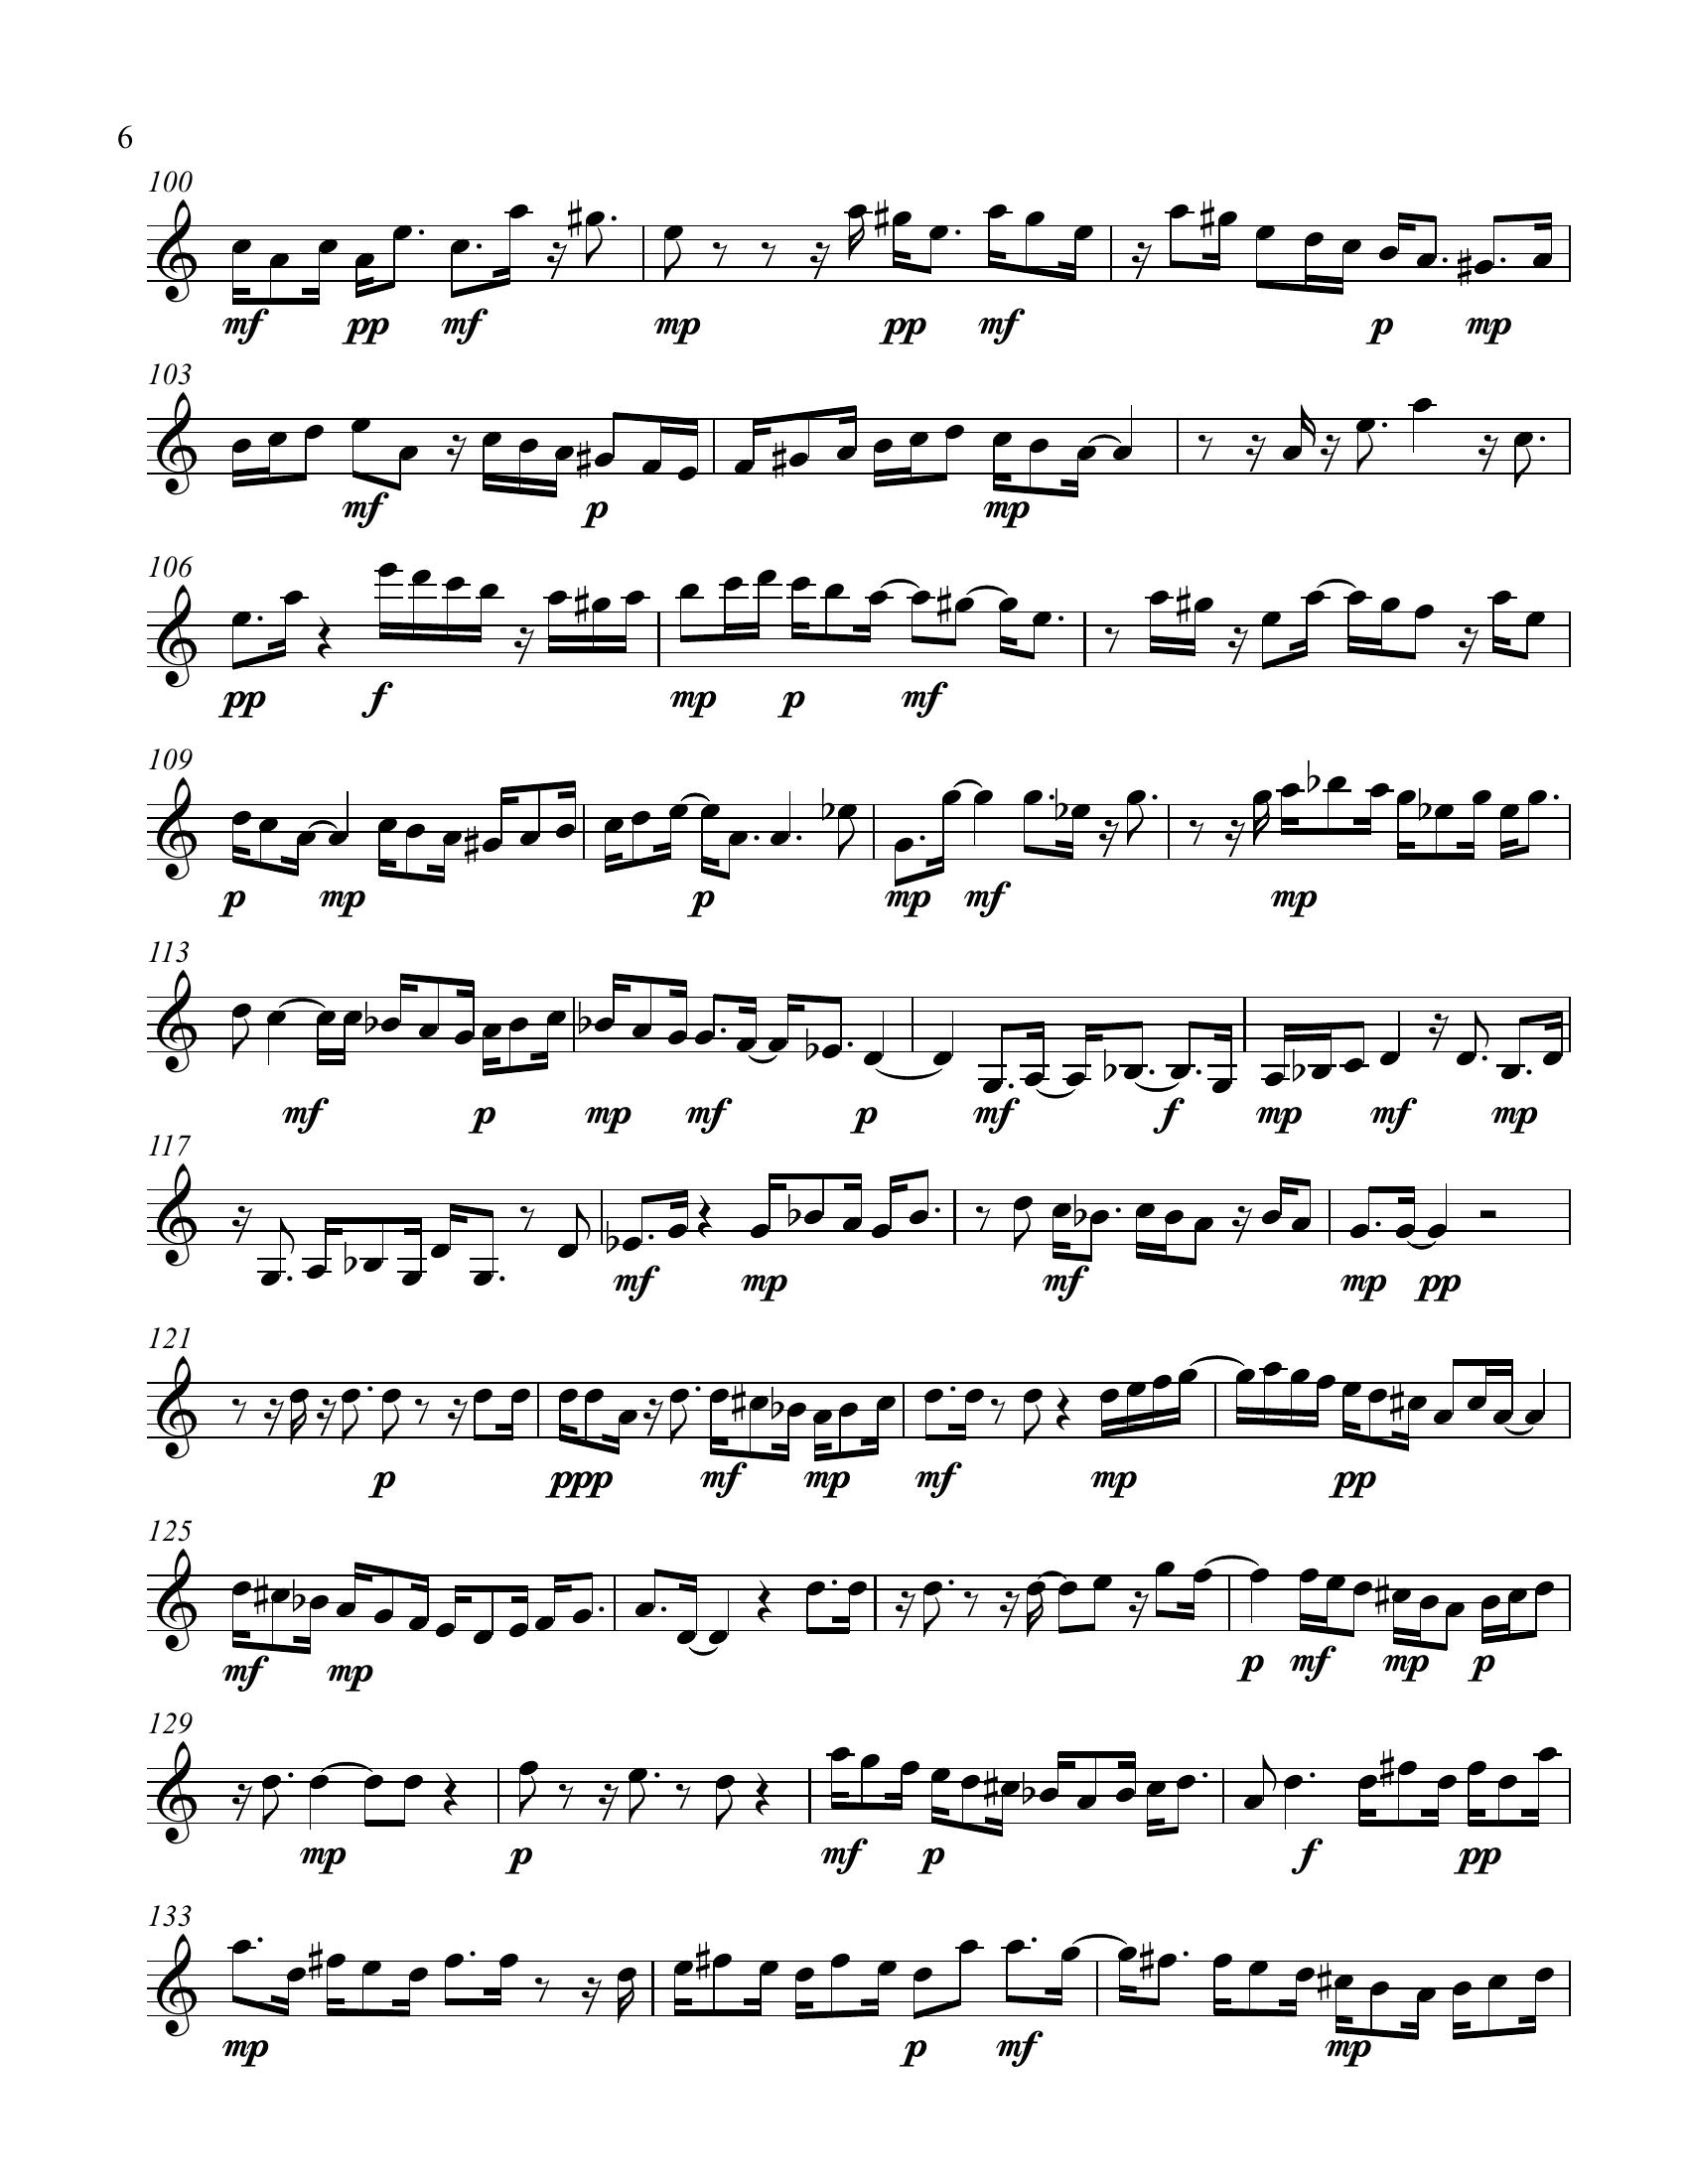 6
100
mf pp mf mp pp mf p mp
103
mf p mp
106
pp f mp p mf
109
p mp p mp mf mp
113
mf p mp mf p mf f mp mf mp
117
mf mp mf mp pp
121
p ppp mf mp mf mp pp
125
mf mp p mf mp p
129
mp p mf p f pp
133
mp p mf mp